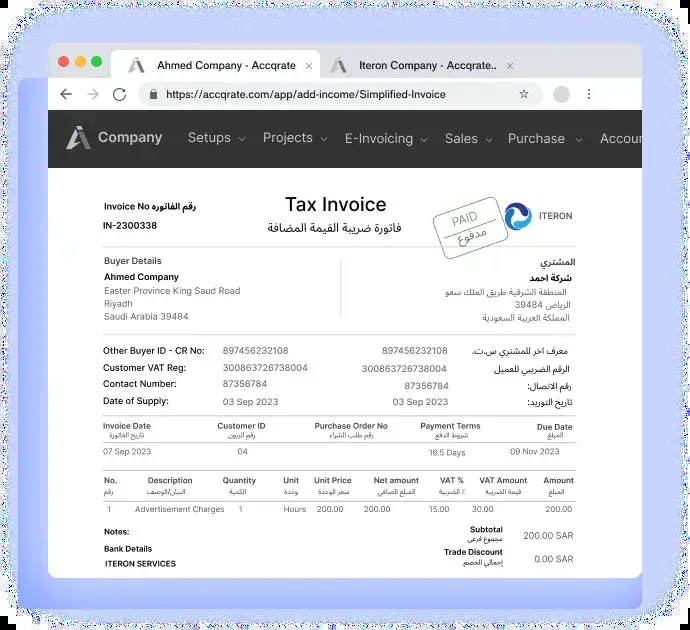 Ahmed Company - Accqrate
Iteron Company - Accqrate..
https://accqrate.com/app/add-income/Simplified-Invoice
Company Setups Projects E-Invoicing Sales Purchase Accoun
Invoice No رقم الفاتوره
IN-2300338
Tax Invoice
فاتورة ضريبة القيمة المضافة
PAID
مدفوع
ITERON
Buyer Details
Ahmed Company
Easter Province King Saud Road
Riyadh
Saudi Arabia 39484
المشتري
شركة احمد
المنطقة الشرقية طريق الملك سعو
الرياض 39484
المملكة العربية السعودية
Other Buyer ID - CR No: 897456232108 897456232108 معرف اخر للمشتري س.ت.
Customer VAT Reg: 300863726738004 300863726738004 الرقم الضريبي للعميل
Contact Number: 87356784 87356784 رقم الاتصال:
Date of Supply: 03 Sep 2023 03 Sep 2023 تاريخ التوريد:
Invoice Date Customer ID Purchase Order No Payment Terms Due Date
تاريخ الفاتورة رقم الزبون رقم طلب الشراء شروط الدفع المبلغ
07 Sep 2023 04 16.5 Days 09 Nov 2023
No. Description Quantity Unit Unit Price Net amount VAT % VAT Amount Amount
رقم البيان/الوصف الكمية وحدة سعر الوحدة المبلغ الصافي الضريبة ٪ قيمة الضريبة المبلغ
1 Advertisement Charges 1 Hours 200.00 200.00 15.00 30.00 200.00
Notes:
Bank Details
ITERON SERVICES
Subtotal 200.00 SAR
مجموع فرعى
Trade Discount 0.00 SAR
إجمالي الخصم